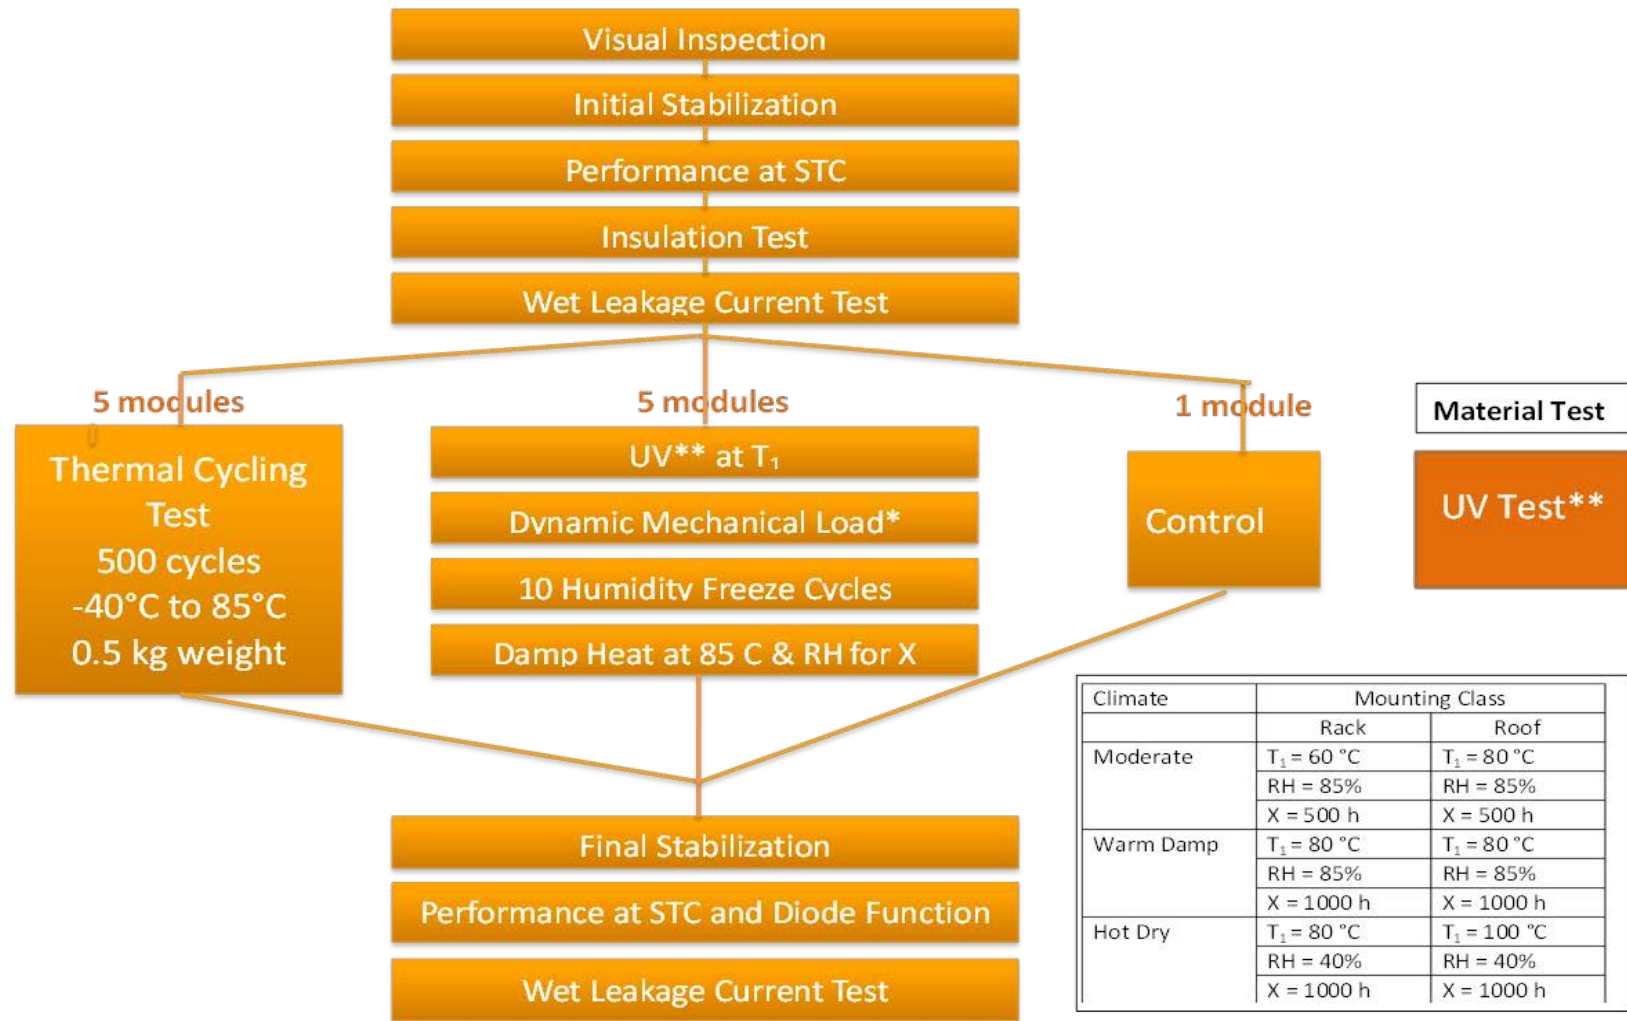 Visual Inspection
Initial Stabilization
Performance at STC
Insulation Test
Wet Leakage Current Test
5 modules
5 modules
1 module
Thermal Cycling
Test
500 cycles
-40°C to 85°C
0.5 kg weight
UV** at T₁
Dynamic Mechanical Load*
10 Humidity Freeze Cycles
Damp Heat at 85 C & RH for X
Control
Material Test
UV Test**
Final Stabilization
Performance at STC and Diode Function
Wet Leakage Current Test
Climate Mounting Class
Rack Roof
Moderate T₁ = 60 °C T₁ = 80 °C
RH = 85% RH = 85%
X = 500 h X = 500 h
Warm Damp T₁ = 80 °C T₁ = 80 °C
RH = 85% RH = 85%
X = 1000 h X = 1000 h
Hot Dry T₁ = 80 °C T₁ = 100 °C
RH = 40% RH = 40%
X = 1000 h X = 1000 h